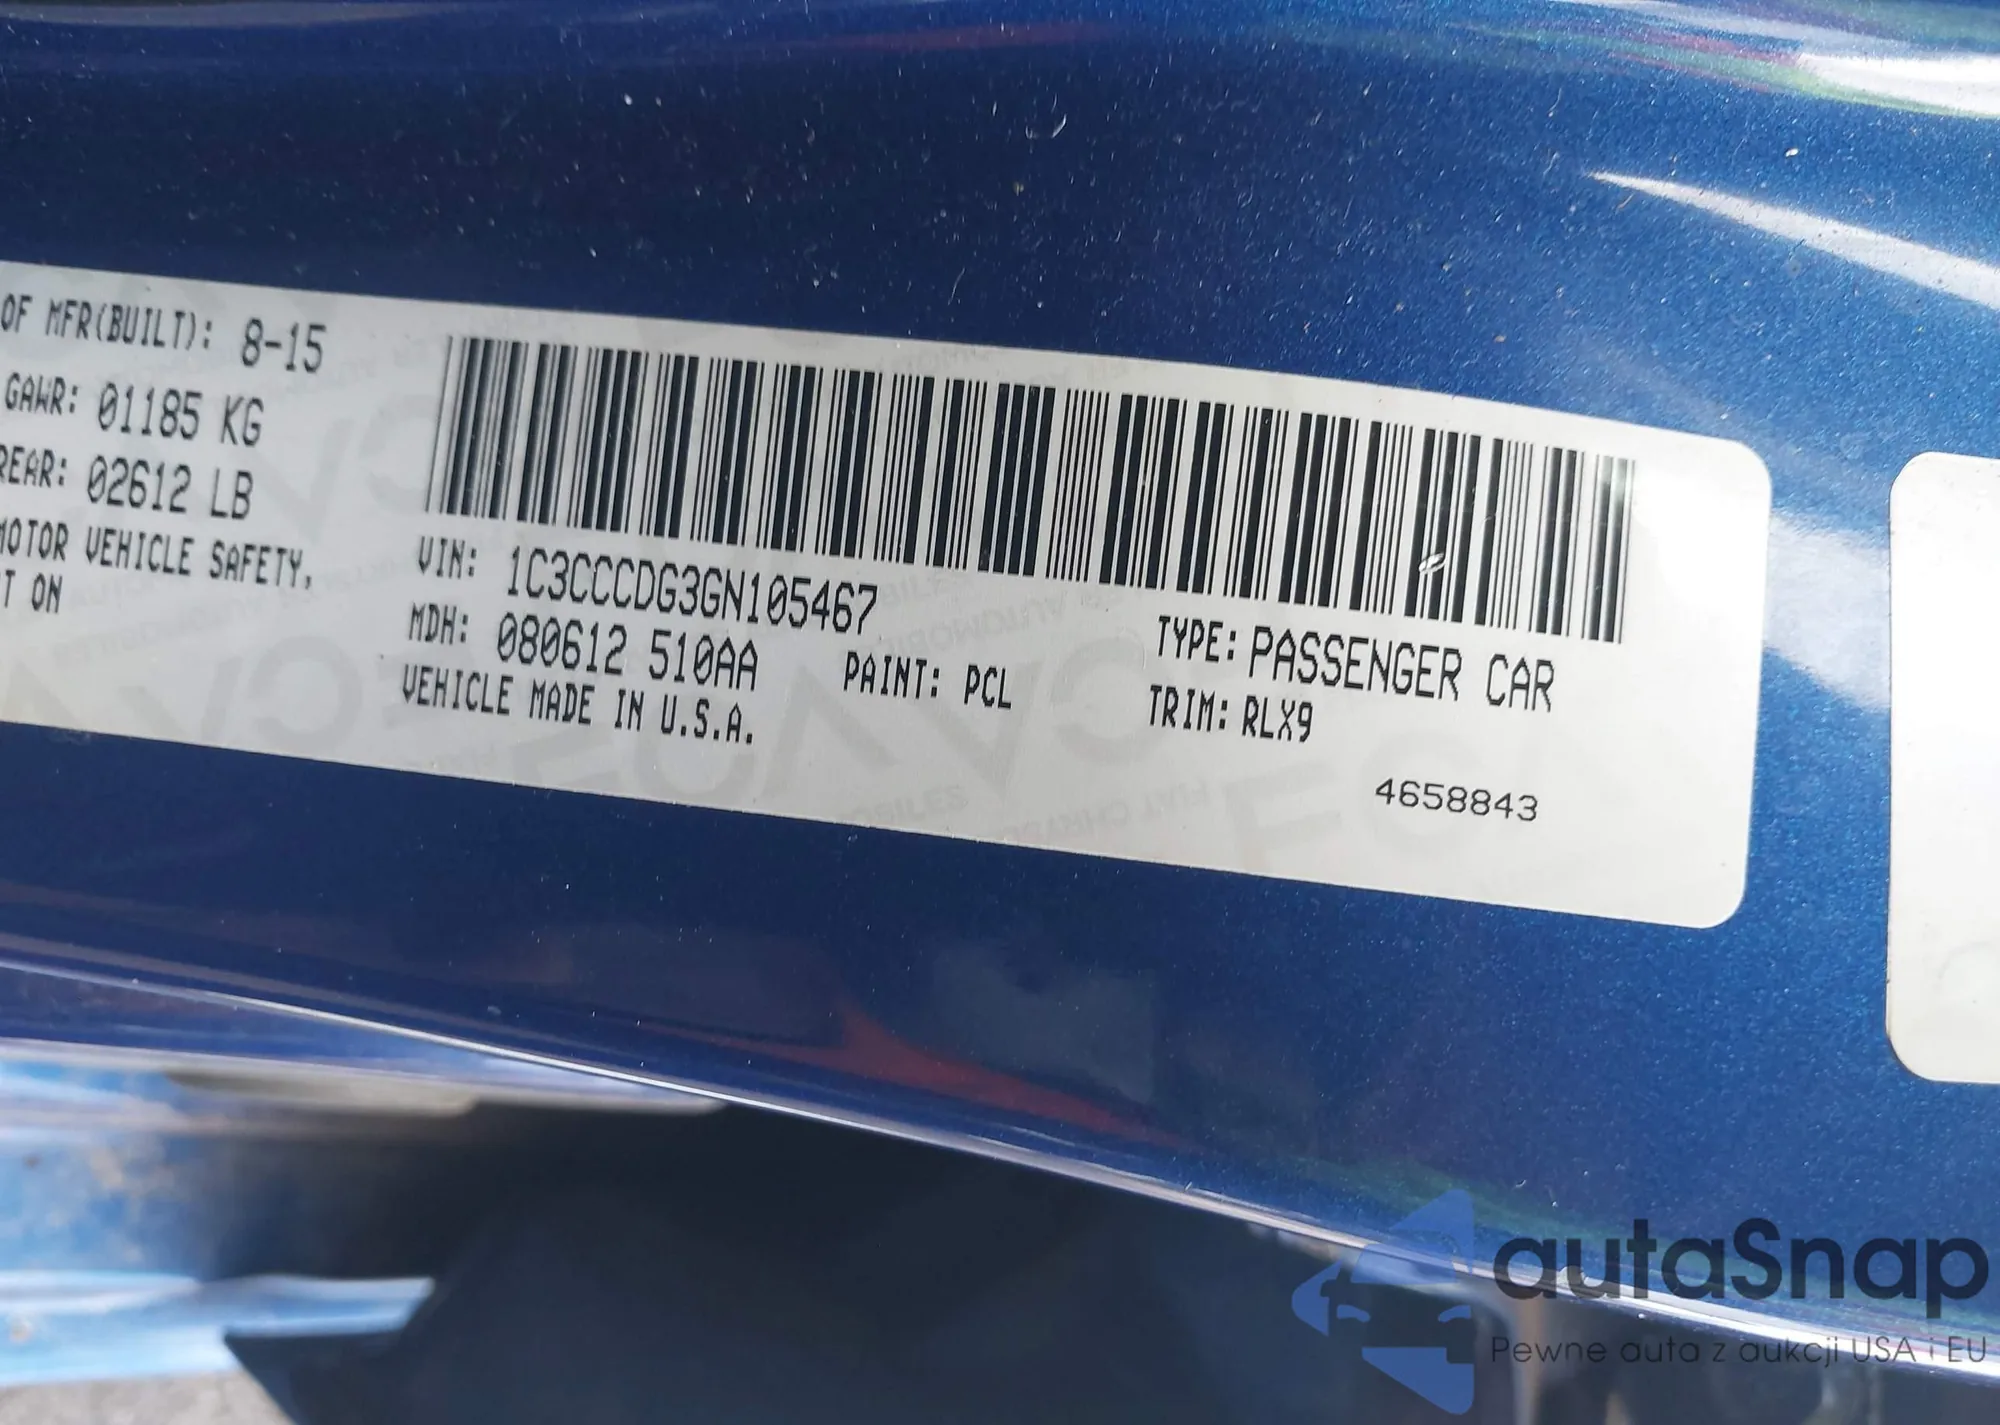 OF MFR(BUILT): 8-15
GAWR: 01185 KG
REAR: 02612 LB
MOTOR VEHICLE SAFETY,
T ON
VIN: 1C3CCCDG3GN105467
MDH: 080612 510AA
PAINT: PCL
VEHICLE MADE IN U.S.A.
TYPE: PASSENGER CAR
TRIM: RLX9
4658843
autaSnap
Pewne auta z aukcji USA i EU